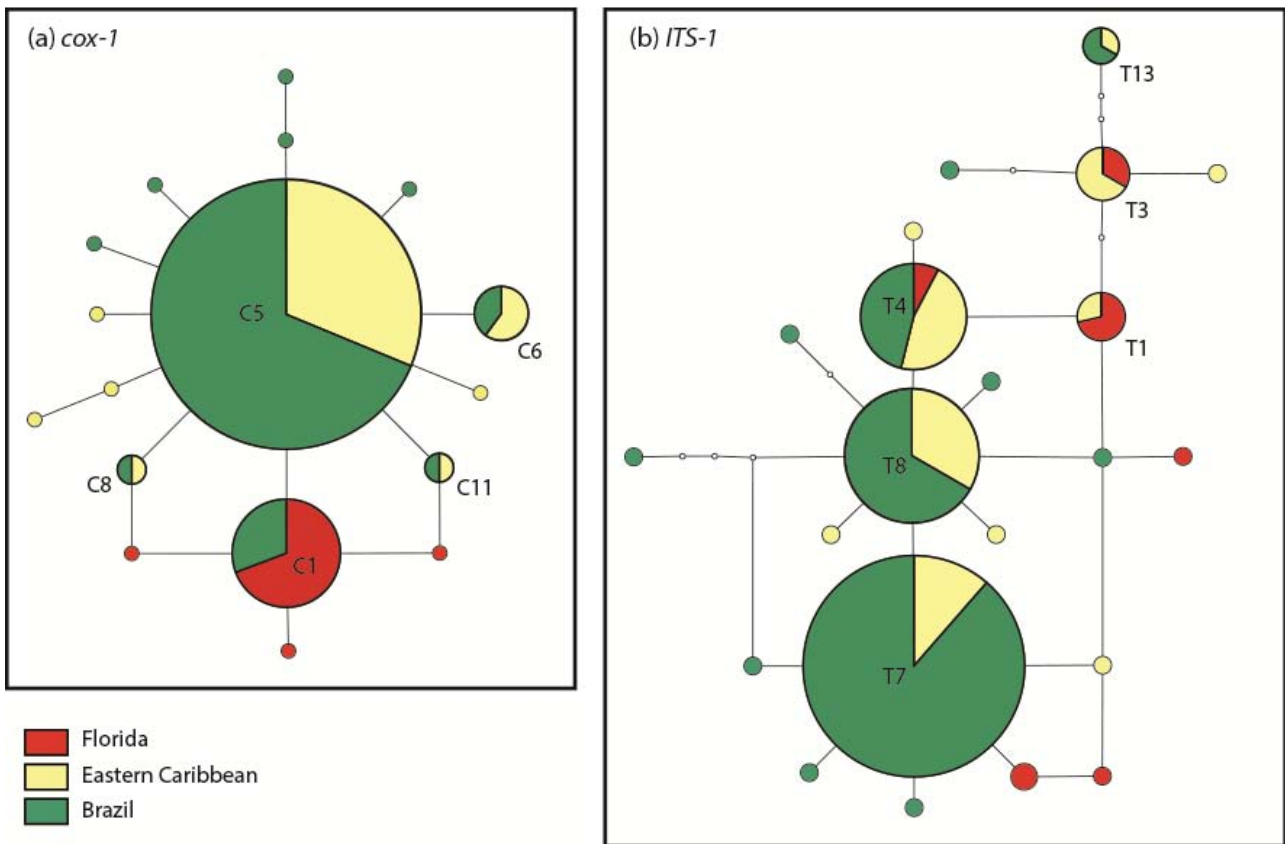 (a) cox-1
C5
C6
C8
C11
C1
Florida
Eastern Caribbean
Brazil
(b) ITS-1
T13
T3
T4
T1
T8
T7